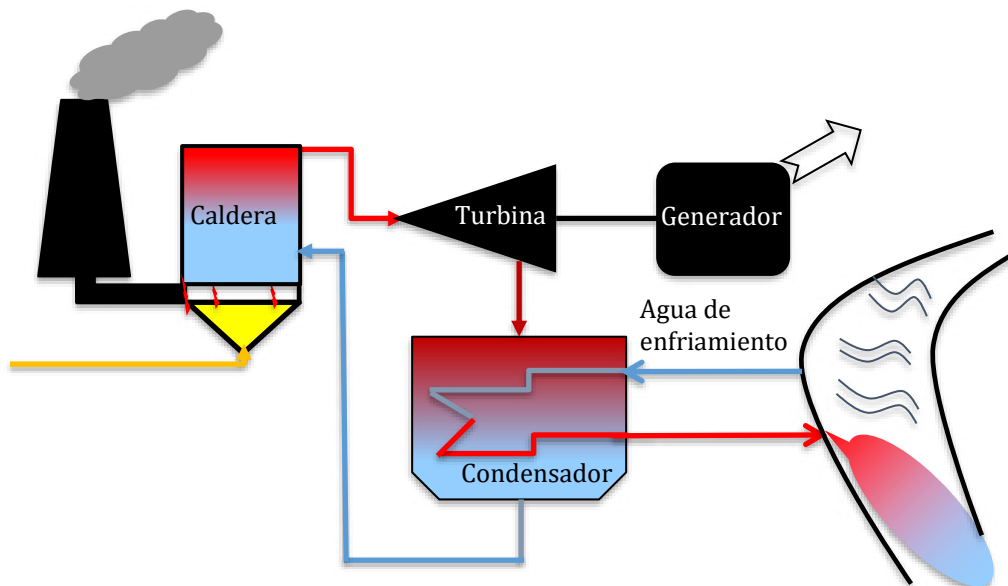 Caldera
Turbina
Generador
Agua de
enfriamiento
Condensador